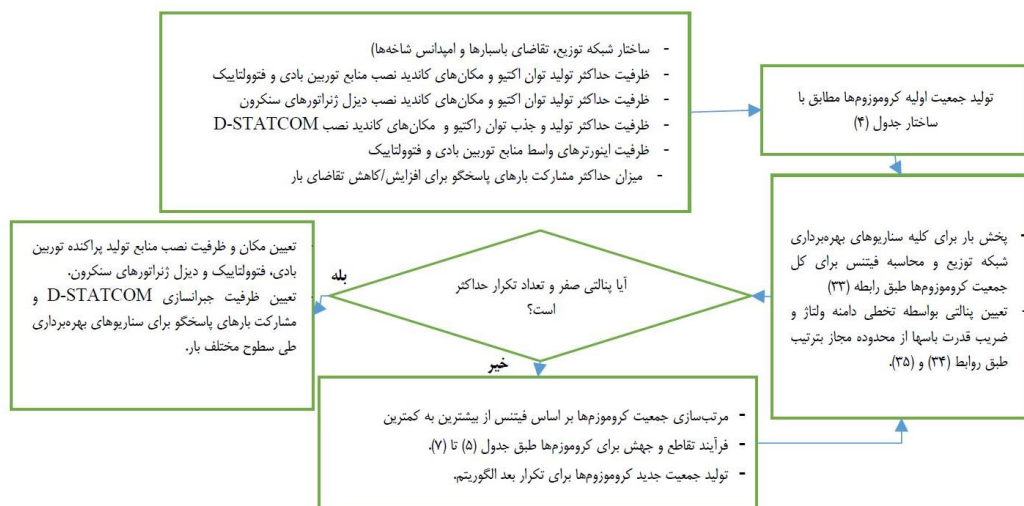 - ساختار شبکه توزیع، تقاضای باسبارها و امپدانس شاخه‌ها)
- ظرفیت حداکثر تولید توان اکتیو و مکان‌های کاندید نصب منابع توربین بادی و فتوولتاییک
- ظرفیت حداکثر تولید توان اکتیو و مکان‌های کاندید نصب دیزل ژنراتورهای سنکرون
- ظرفیت حداکثر تولید و جذب توان راکتیو و مکان‌های کاندید نصب D-STATCOM
- ظرفیت اینورترهای واسط منابع توربین بادی و فتوولتاییک
- میزان حداکثر مشارکت بارهای پاسخگو برای افزایش/کاهش تقاضای بار
تولید جمعیت اولیه کروموزوم‌ها مطابق با
ساختار جدول (۴)
- پخش بار برای کلیه سناریوهای بهره‌برداری
شبکه توزیع و محاسبه فیتنس برای کل
جمعیت کروموزوم‌ها طبق رابطه (۳۳)
- تعیین پنالتی بواسطه تخطی دامنه ولتاژ و
ضریب قدرت باسها از محدوده مجاز بترتیب
طبق روابط (۳۴) و (۳۵).
آیا پنالتی صفر و تعداد تکرار حداکثر
است؟
بله
تعیین مکان و ظرفیت نصب منابع تولید پراکنده توربین
بادی، فتوولتاییک و دیزل ژنراتورهای سنکرون.
تعیین ظرفیت جبرانسازی D-STATCOM و
مشارکت بارهای پاسخگو برای سناریوهای بهره‌برداری
طی سطوح مختلف بار.
خیر
- مرتب‌سازی جمعیت کروموزم‌ها بر اساس فیتنس از بیشترین به کمترین
- فرآیند تقاطع و جهش برای کروموزم‌ها طبق جدول (۵) تا (۷).
- تولید جمعیت جدید کروموزوم‌ها برای تکرار بعد الگوریتم.